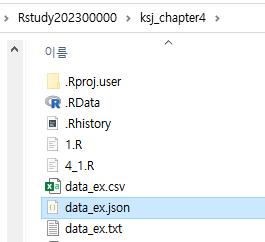 > Rstudy202300000 > ksj_chapter4
이름
.Rproj.user
.RData
.Rhistory
1.R
4_1.R
data_ex.csv
data_ex.json
data_ex.txt